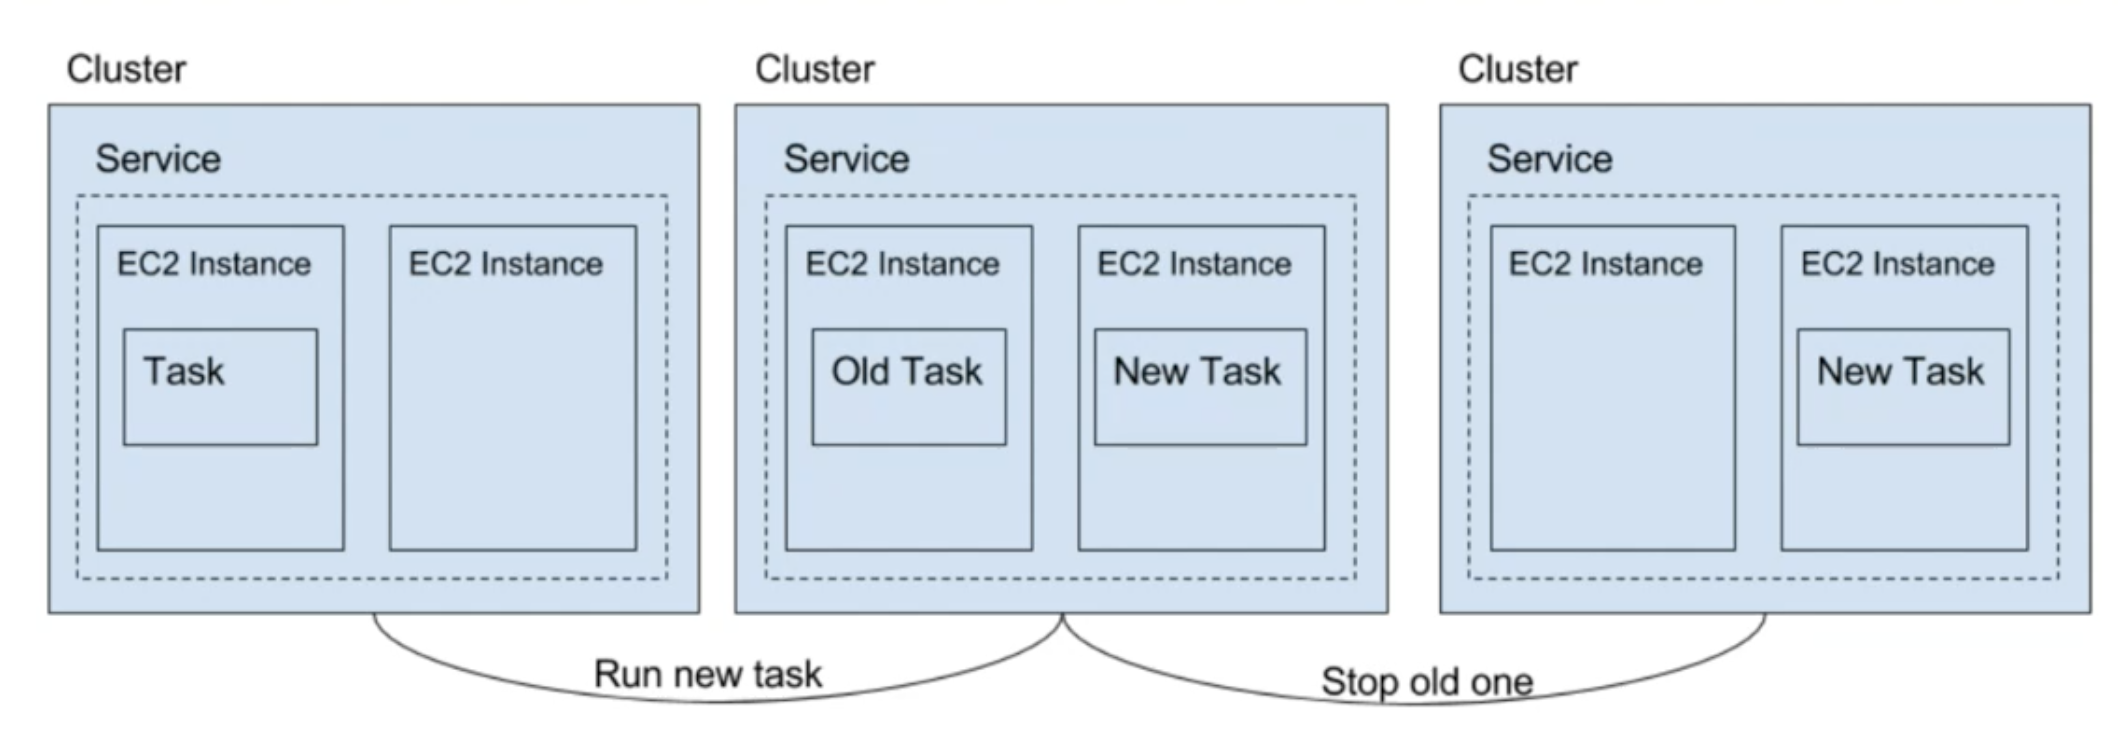 Cluster
Service
EC2 Instance
EC2 Instance
Task
Cluster
Service
EC2 Instance
EC2 Instance
Old Task
New Task
Cluster
Service
EC2 Instance
EC2 Instance
New Task
Run new task
Stop old one